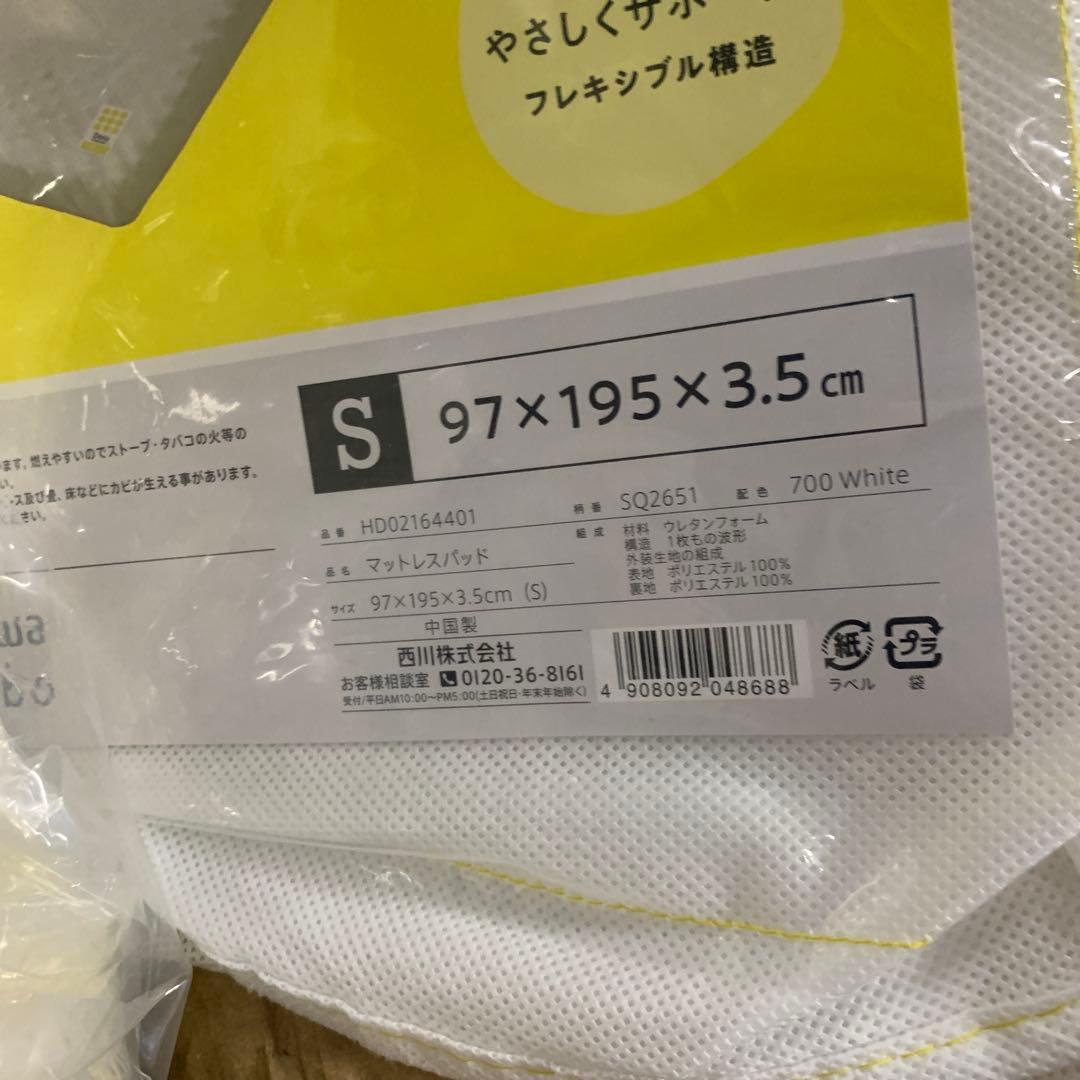 やさしくサポー
フレキシブル構造
S 97×195×3.5cm
ます。燃えやすいのでストーブ・タバコの火等の
い。
ス及び畳、床などにカビが生える事があります。
ください。
品番 HD02164401 柄番 SQ2651 配色 700 White
品名 マットレスパッド
サイズ 97×195×3.5cm（S）
中国製
組成 材料 ウレタンフォーム
構造 1枚もの波形
外装生地の組成
表地 ポリエステル100%
裏地 ポリエステル100%
西川株式会社
お客様相談室 0120-36-8161
受付/平日AM10:00〜PM5:00(土日祝日・年末年始除く)
4 908092 048688
紙
ラベル
プラ
袋